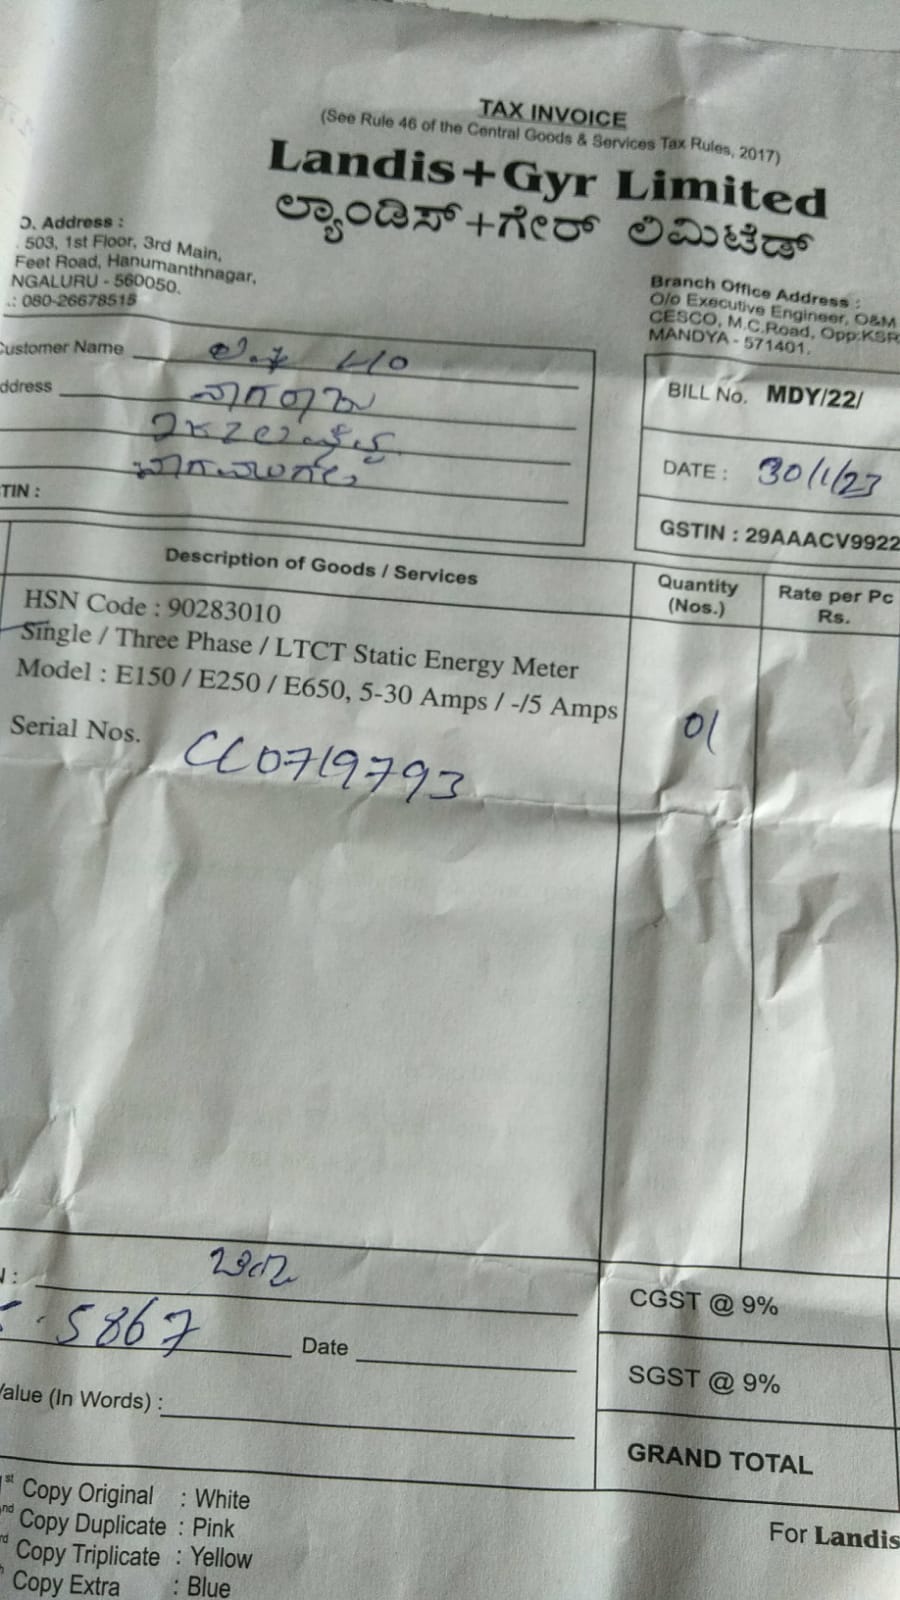 TAX INVOICE
(See Rule 46 of the Central Goods & Services Tax Rules, 2017)
Landis+Gyr Limited
ಲ್ಯಾಂಡಿಸ್+ಗೇರ್ ಲಿಮಿಟೆಡ್
O. Address :
503, 1st Floor, 3rd Main,
Feet Road, Hanumanthnagar,
NGALURU - 560050.
.: 080-26678515
Branch Office Address :
O/o Executive Engineer, O&M
CESCO, M.C.Road, Opp:KSR
MANDYA - 571401.
Customer Name
ddress
TIN :
BILL No. MDY/22/
DATE : 30/1/23
GSTIN : 29AAACV9922
Description of Goods / Services
Quantity (Nos.)
Rate per Pc Rs.
HSN Code : 90283010
Single / Three Phase / LTCT Static Energy Meter
Model : E150 / E250 / E650, 5-30 Amps / -/5 Amps
01
Serial Nos. CC0719793
5867 Date
Value (In Words) :
CGST @ 9%
SGST @ 9%
GRAND TOTAL
1st Copy Original : White
nd Copy Duplicate : Pink
rd Copy Triplicate : Yellow
h Copy Extra : Blue
For Landis